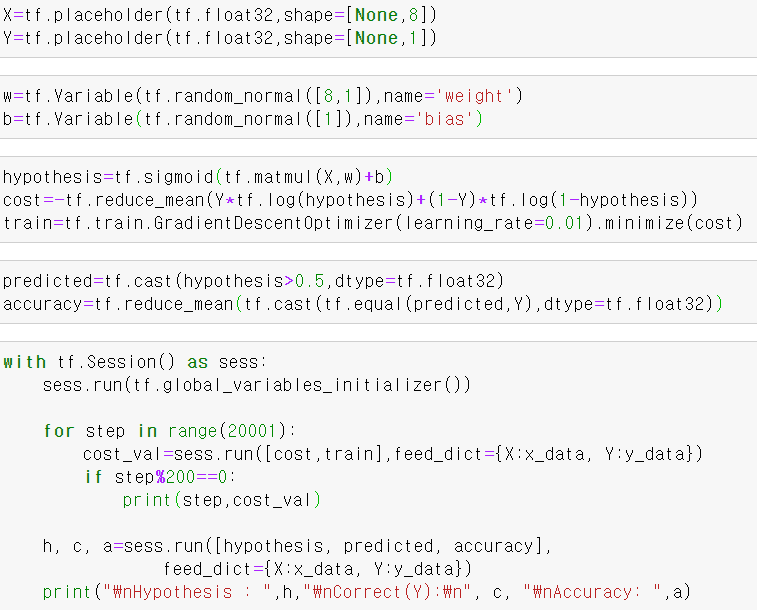 X=tf.placeholder(tf.float32,shape=[None,8])
Y=tf.placeholder(tf.float32,shape=[None,1])
w=tf.Variable(tf.random_normal([8,1]),name='weight')
b=tf.Variable(tf.random_normal([1]),name='bias')
hypothesis=tf.sigmoid(tf.matmul(X,w)+b)
cost=-tf.reduce_mean(Y*tf.log(hypothesis)+(1-Y)*tf.log(1-hypothesis))
train=tf.train.GradientDescentOptimizer(learning_rate=0.01).minimize(cost)
predicted=tf.cast(hypothesis>0.5,dtype=tf.float32)
accuracy=tf.reduce_mean(tf.cast(tf.equal(predicted,Y),dtype=tf.float32))
with tf.Session() as sess:
    sess.run(tf.global_variables_initializer())
    for step in range(20001):
        cost_val=sess.run([cost,train],feed_dict={X:x_data, Y:y_data})
        if step%200==0:
            print(step,cost_val)
    h, c, a=sess.run([hypothesis, predicted, accuracy],
                feed_dict={X:x_data, Y:y_data})
    print("₩nHypothesis : ",h,"₩nCorrect(Y):₩n", c, "₩nAccuracy: ",a)